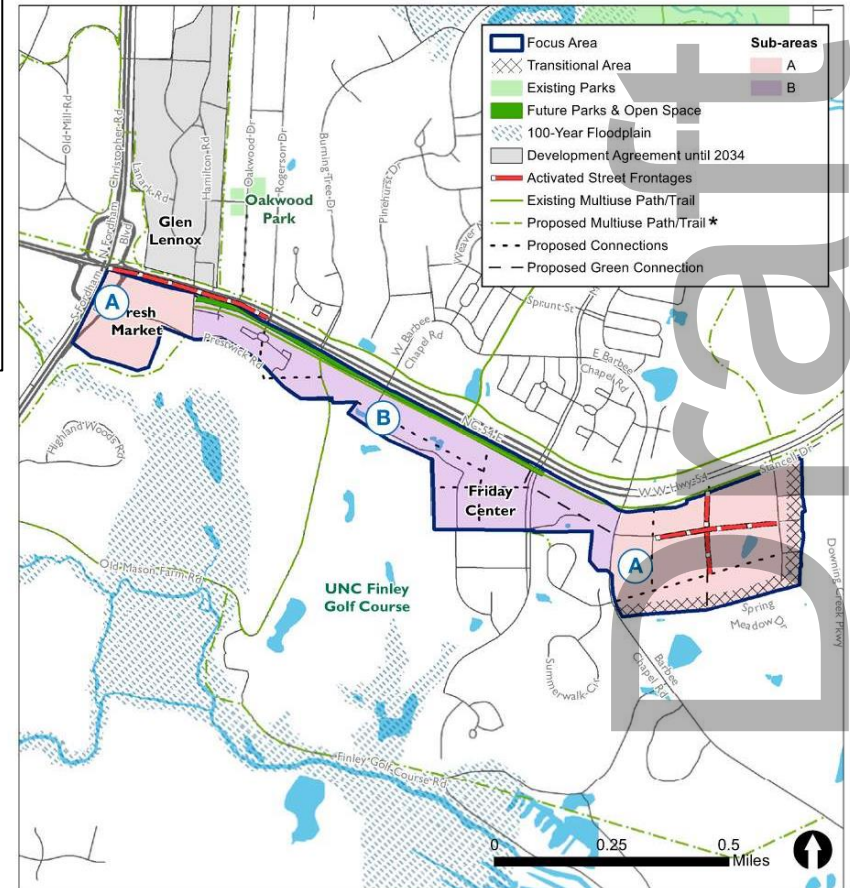 Focus Area
Transitional Area
Existing Parks
Future Parks & Open Space
100-Year Floodplain
Development Agreement until 2034
Activated Street Frontages
Existing Multiuse Path/Trail
Proposed Multiuse Path/Trail *
Proposed Connections
Proposed Green Connection
Sub-areas
A
B
Draft
Old-Mill-Rd
Christopher-Rd
N-Fordham
Blvd
S-Fordham
Lanark-Rd
Hamilton-Rd
Oakwood-Dr
Rogerson-Dr
Burning-Tree-Dr
Pinehurst-Dr
Weaver
Oakwood
Park
Glen
Lennox
A
resh
Market
Prestwick Rd
W Barbee
Chapel Rd
Sprunt-St
E Barbee
Chapel Rd
NC-54 E
W W Hwy 54
Stancell Dr
B
Friday
Center
A
Highland Woods Rd
Old Mason Farm Rd
UNC Finley
Golf Course
Spring
Meadow Dr
Downing Creek Pkwy
Barbee
Chapel Rd
Summerwalk-Cir
Finley Golf-Course Rd
0 0.25 0.5
Miles